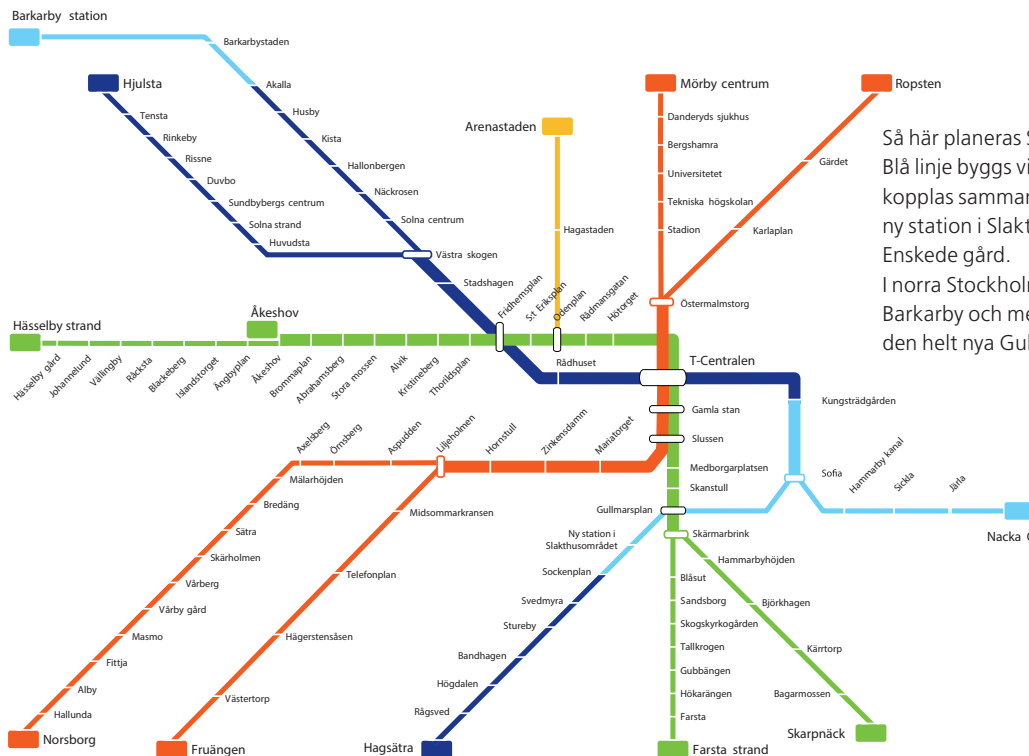 Barkarby station
Barkarbystaden
Akalla
Husby
Kista
Hallonbergen
Näckrosen
Solna centrum
Västra skogen
Stadshagen
Hjulsta
Tensta
Rinkeby
Rissne
Duvbo
Sundbybergs centrum
Solna strand
Huvudsta
Arenastaden
Hagastaden
Mörby centrum
Danderyds sjukhus
Bergshamra
Universitetet
Tekniska högskolan
Stadion
Östermalmstorg
Ropsten
Gärdet
Karlaplan
Så här planeras
Blå linje byggs
kopplas
ny station i
Enskede gård.
I norra
Barkarby och
den helt nya
Hässelby strand
Åkeshov
Hässelby gård
Johannelund
Vällingby
Råcksta
Blackeberg
Islandstorget
Ängbyplan
Åkeshov
Brommaplan
Abrahamsberg
Stora mossen
Alvik
Kristineberg
Thorildsplan
Fridhemsplan
S:t Eriksplan
Odenplan
Rådmansgatan
Hötorget
Rådhuset
T-Centralen
Kungsträdgården
Gamla stan
Slussen
Medborgarplatsen
Skanstull
Gullmarsplan
Skärmarbrink
Sofia
Hammarby kanal
Sickla
Järla
Nacka
Axelsberg
Örnsberg
Aspudden
Liljeholmen
Hornstull
Zinkensdamm
Mariatorget
Mälarhöjden
Bredäng
Sätra
Skärholmen
Vårberg
Vårby gård
Masmo
Fittja
Alby
Hallunda
Norsborg
Midsommarkransen
Telefonplan
Hägerstensåsen
Västertorp
Fruängen
Ny station i
Slakthusområdet
Sockenplan
Svedmyra
Stureby
Bandhagen
Högdalen
Rågsved
Hagsätra
Blåsut
Sandsborg
Skogskyrkogården
Tallkrogen
Gubbängen
Hökarängen
Farsta
Farsta strand
Hammarbyhöjden
Björkhagen
Kärrtorp
Bagarmossen
Skarpnäck